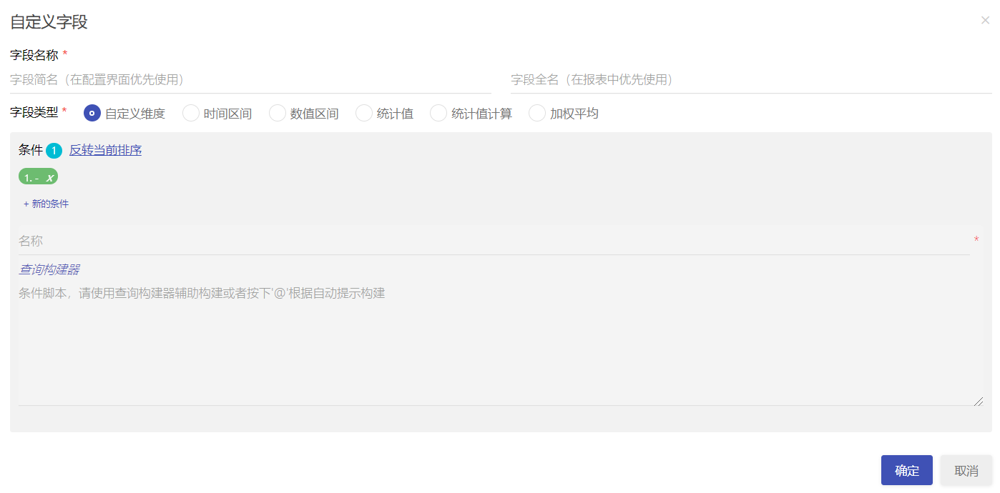 自定义字段
×
字段名称 *
字段简名（在配置界面优先使用） 字段全名（在报表中优先使用）
字段类型 * 自定义维度 时间区间 数值区间 统计值 统计值计算 加权平均
条件 1 反转当前排序
1. - x
+ 新的条件
名称 *
查询构建器
条件脚本，请使用查询构建器辅助构建或者按下'@'根据自动提示构建
确定 取消